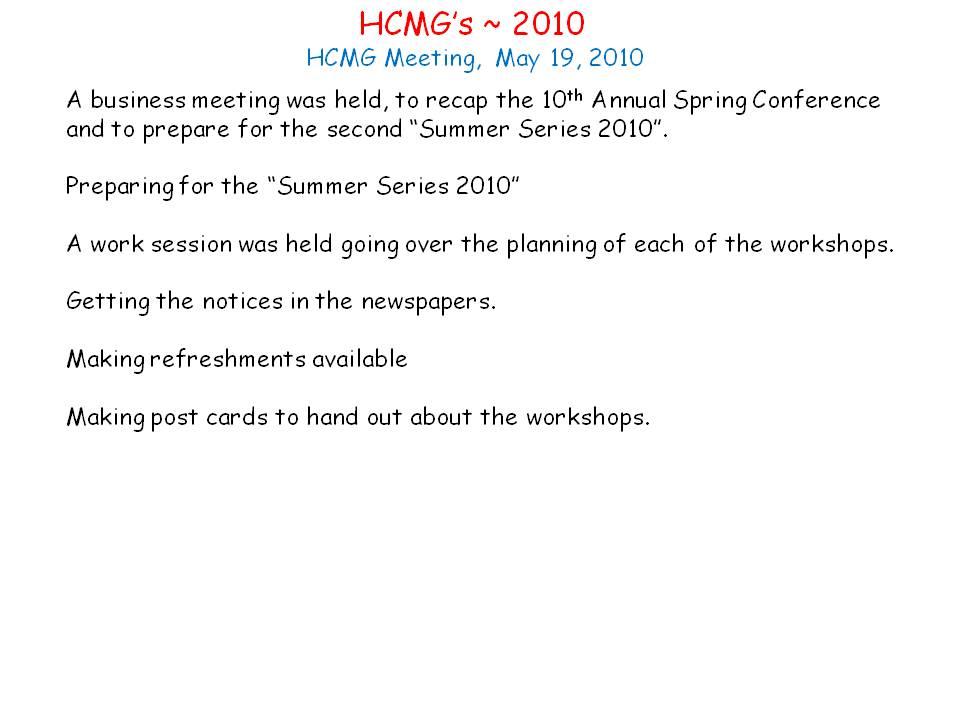 HCMG's ~ 2010
HCMG Meeting, May 19, 2010
A business meeting was held, to recap the 10th Annual Spring Conference
and to prepare for the second “Summer Series 2010”.
Preparing for the “Summer Series 2010”
A work session was held going over the planning of each of the workshops.
Getting the notices in the newspapers.
Making refreshments available
Making post cards to hand out about the workshops.